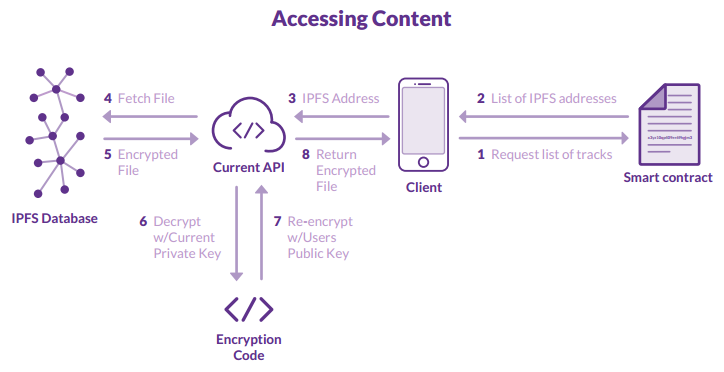 Accessing Content
4 Fetch File
3 IPFS Address
2 List of IPFS addresses
5 Encrypted
File
8 Return
Encrypted
File
1 Request list of tracks
Current API
Client
Smart contract
IPFS Database
6 Decrypt
w/Current
Private Key
7 Re-encrypt
w/Users
Public Key
Encryption
Code